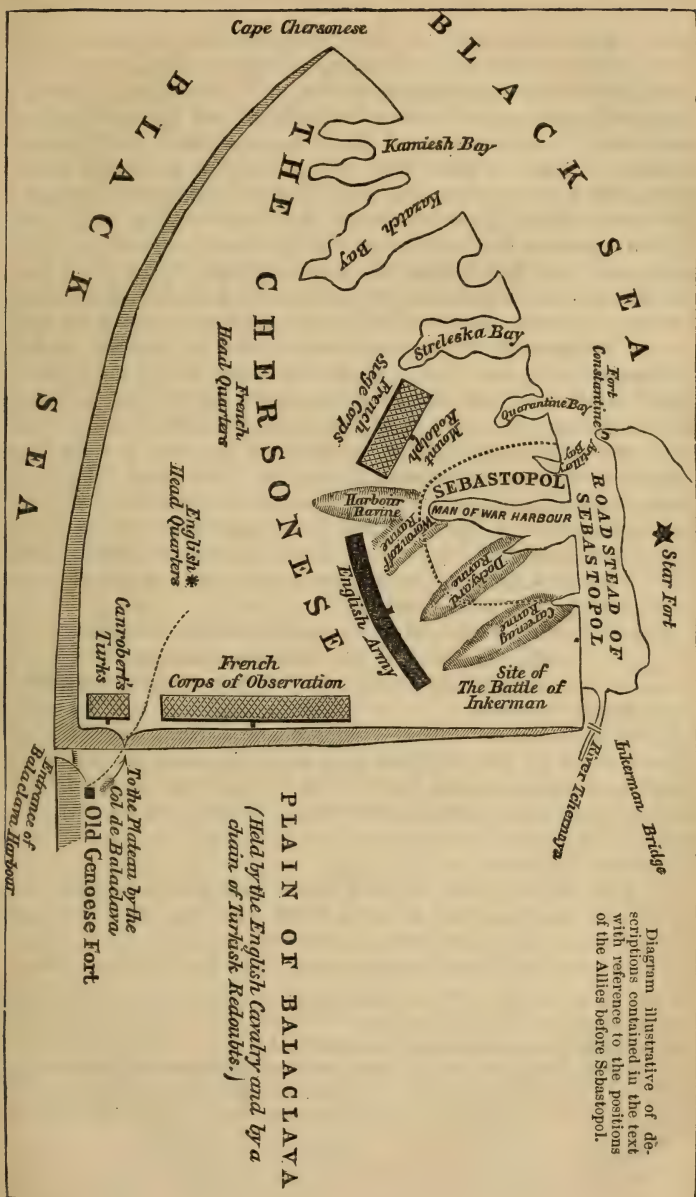 Cape Chersonese
BLACK SEA
BLACK SEA
THE CHERSONESE
Kamiesh Bay
Kazatch
Bay
Streleska Bay
Fort
Constantine
Quarantine Bay
Artillery
Bay
French
Siege Corps
Mount
Rodolph
French
Head Quarters
SEBASTOPOL
MAN OF WAR HARBOUR
ROADSTEAD OF
SEBASTOPOL
Star Fort
Harbour
Ravine
Woronzoff
Ravine
Dockyard
Ravine
Careenag
Ravine
English
Head Quarters
English Army
Canrobert's
Turks
French
Corps of Observation
Site of
The Battle of
Inkerman
Inkerman Bridge
River Tchernaya
Entrance of
Balaclava Harbour
To the Plateau by the
Col de Balaclava
Old Genoese Fort
PLAIN OF BALACLAVA
(Held by the English Cavalry and by a
chain of Turkish Redoubts.)
Diagram illustrative of de-
scriptions contained in the text
with reference to the positions
of the Allies before Sebastopol.